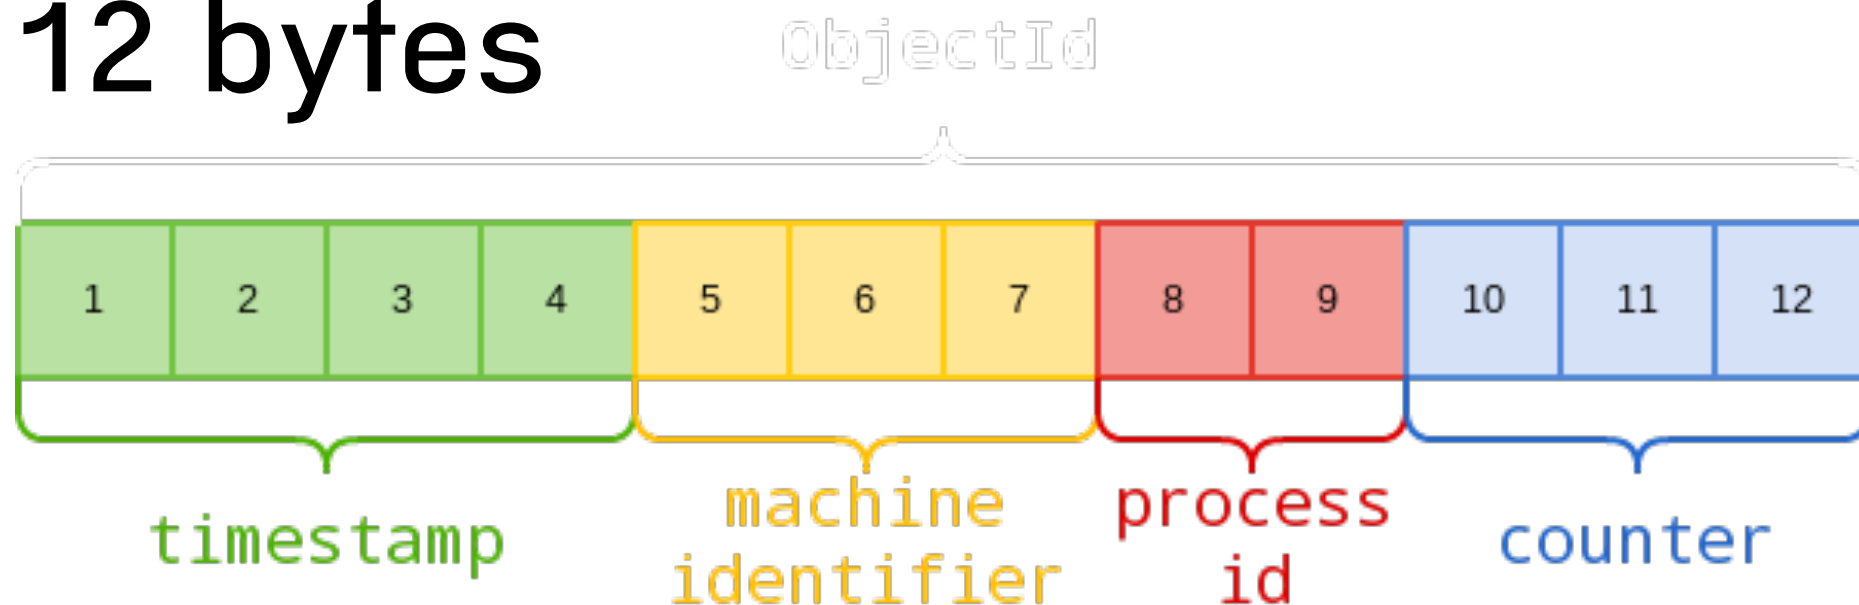 12 bytes
ObjectId
1 2 3 4 5 6 7 8 9 10 11 12
timestamp
machine
identifier
process
id
counter